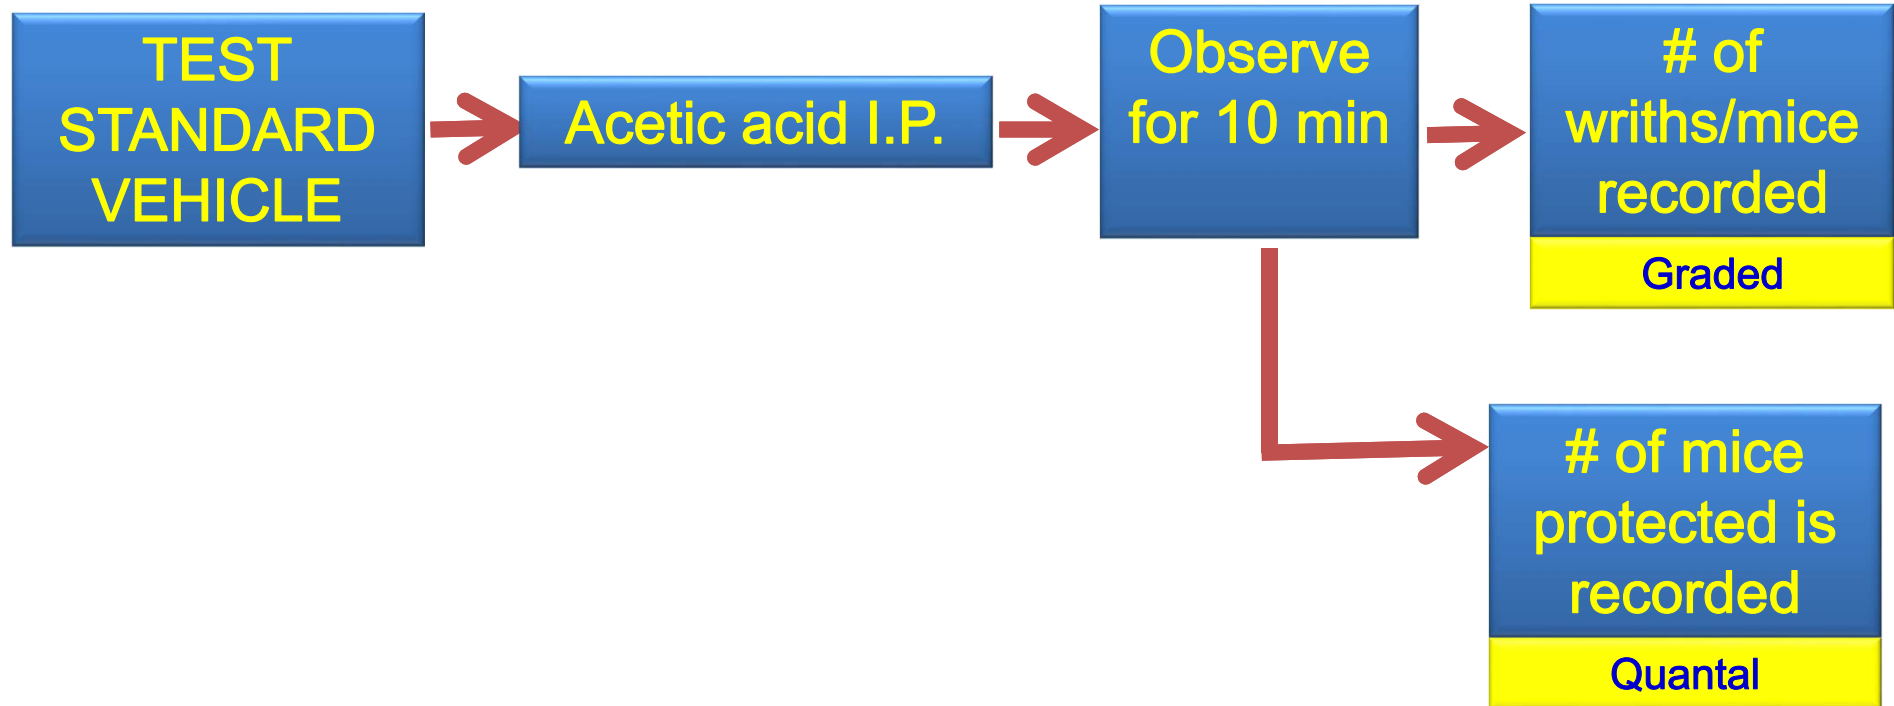 TEST
STANDARD
VEHICLE
Acetic acid I.P.
Observe
for 10 min
# of
wriths/mice
recorded
Graded
# of mice
protected is
recorded
Quantal